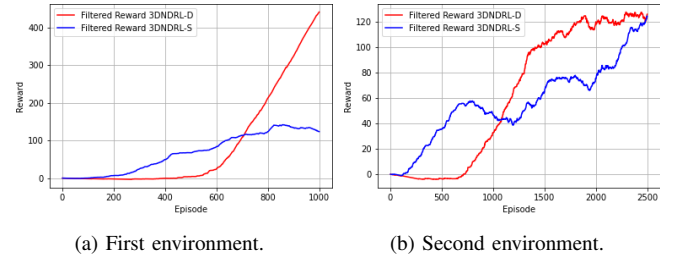 Filtered Reward 3DNDRL-D
Filtered Reward 3DNDRL-S
400
300
200
100
0
Reward
0 200 400 600 800 1000
Episode
(a) First environment.
Filtered Reward 3DNDRL-D
Filtered Reward 3DNDRL-S
120
100
80
60
40
20
0
Reward
0 500 1000 1500 2000 2500
Episode
(b) Second environment.